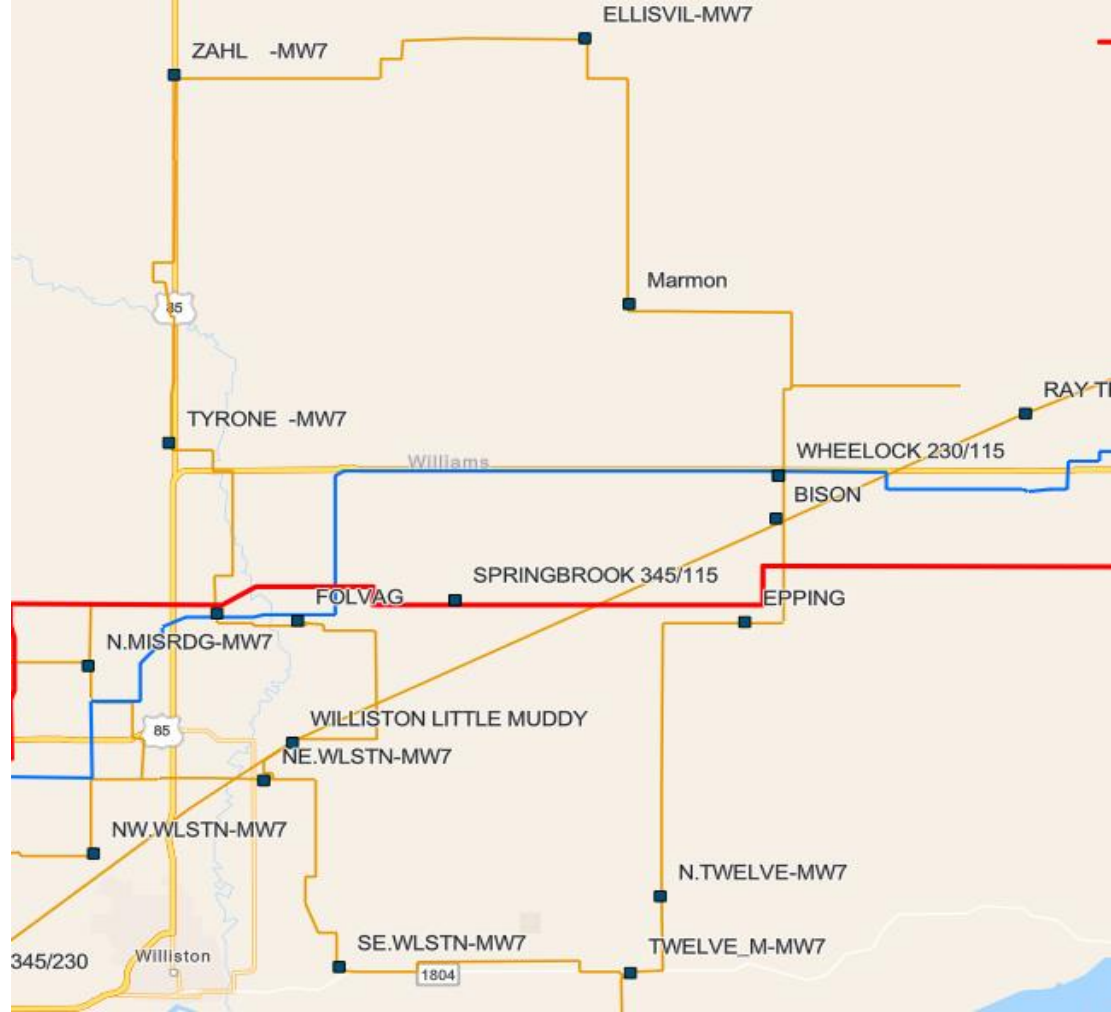 ELLISVIL-MW7
ZAHL -MW7
85
Marmon
RAY T
TYRONE -MW7
Williams
WHEELOCK 230/115
BISON
SPRINGBROOK 345/115
FOLVAG
EPPING
N.MISRDG-MW7
WILLISTON LITTLE MUDDY
85
NE.WLSTN-MW7
NW.WLSTN-MW7
N.TWELVE-MW7
SE.WLSTN-MW7
TWELVE_M-MW7
345/230
Williston
1804